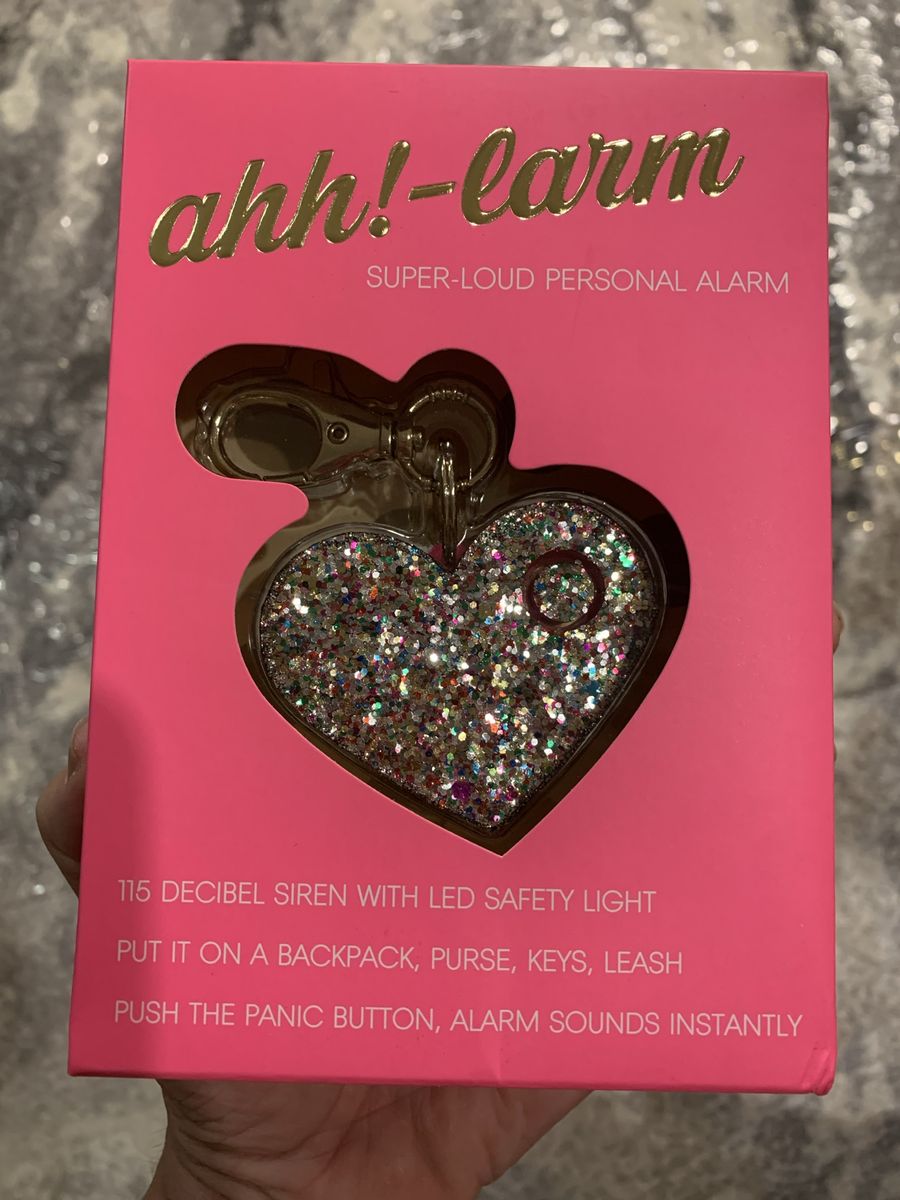 ahh!-larm
SUPER-LOUD PERSONAL ALARM
115 DECIBEL SIREN WITH LED SAFETY LIGHT
PUT IT ON A BACKPACK, PURSE, KEYS, LEASH
PUSH THE PANIC BUTTON, ALARM SOUNDS INSTANTLY